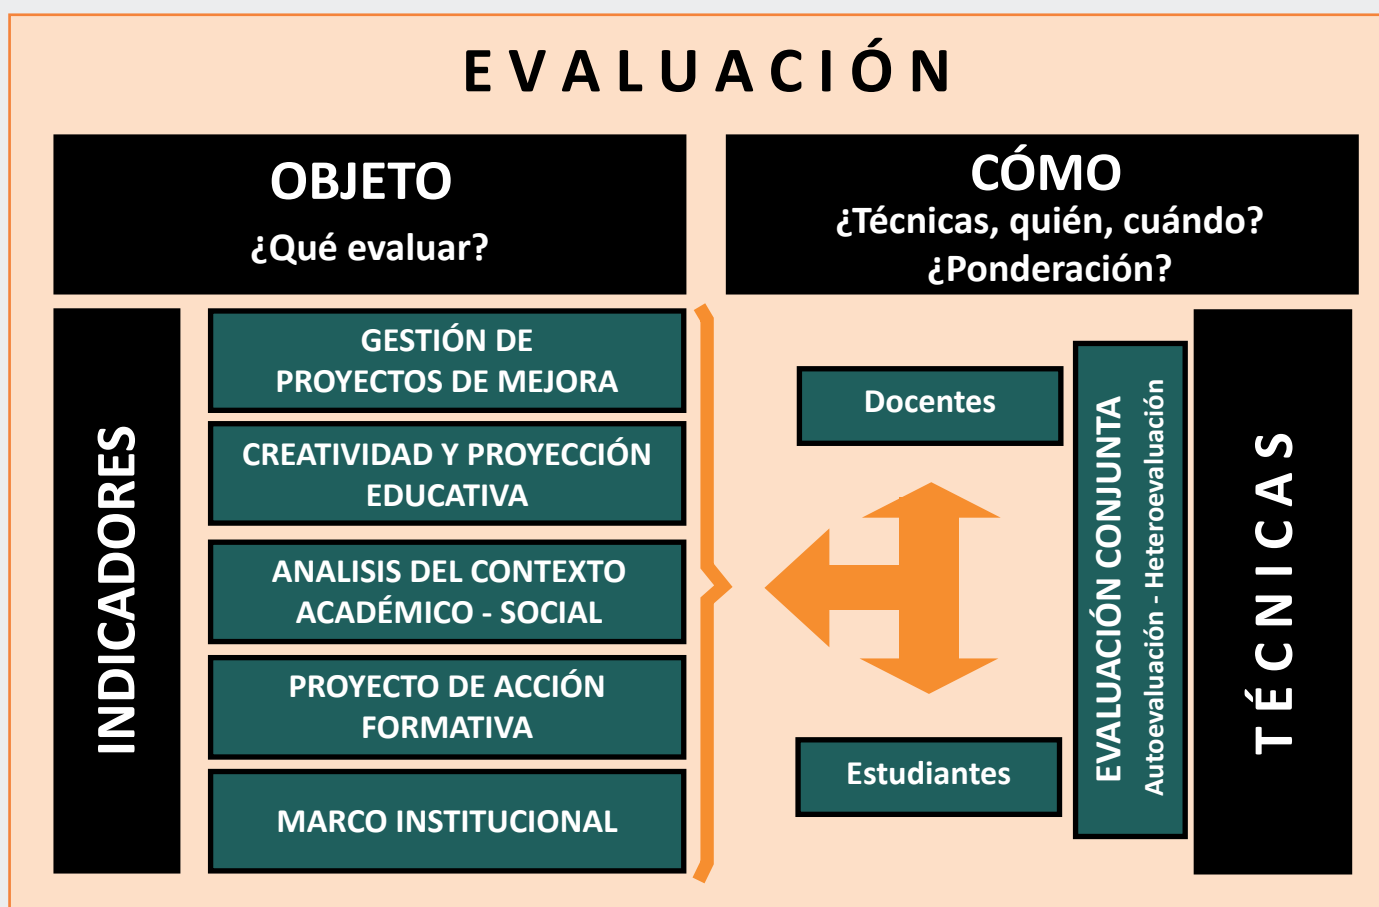 EVALUACIÓN
OBJETO
¿Qué evaluar?
CÓMO
¿Técnicas, quién, cuándo?
¿Ponderación?
INDICADORES
GESTIÓN DE
PROYECTOS DE MEJORA
CREATIVIDAD Y PROYECCIÓN
EDUCATIVA
ANALISIS DEL CONTEXTO
ACADÉMICO - SOCIAL
PROYECTO DE ACCIÓN
FORMATIVA
MARCO INSTITUCIONAL
Docentes
Estudiantes
EVALUACIÓN CONJUNTA
Autoevaluación - Heteroevaluación
TÉCNICAS